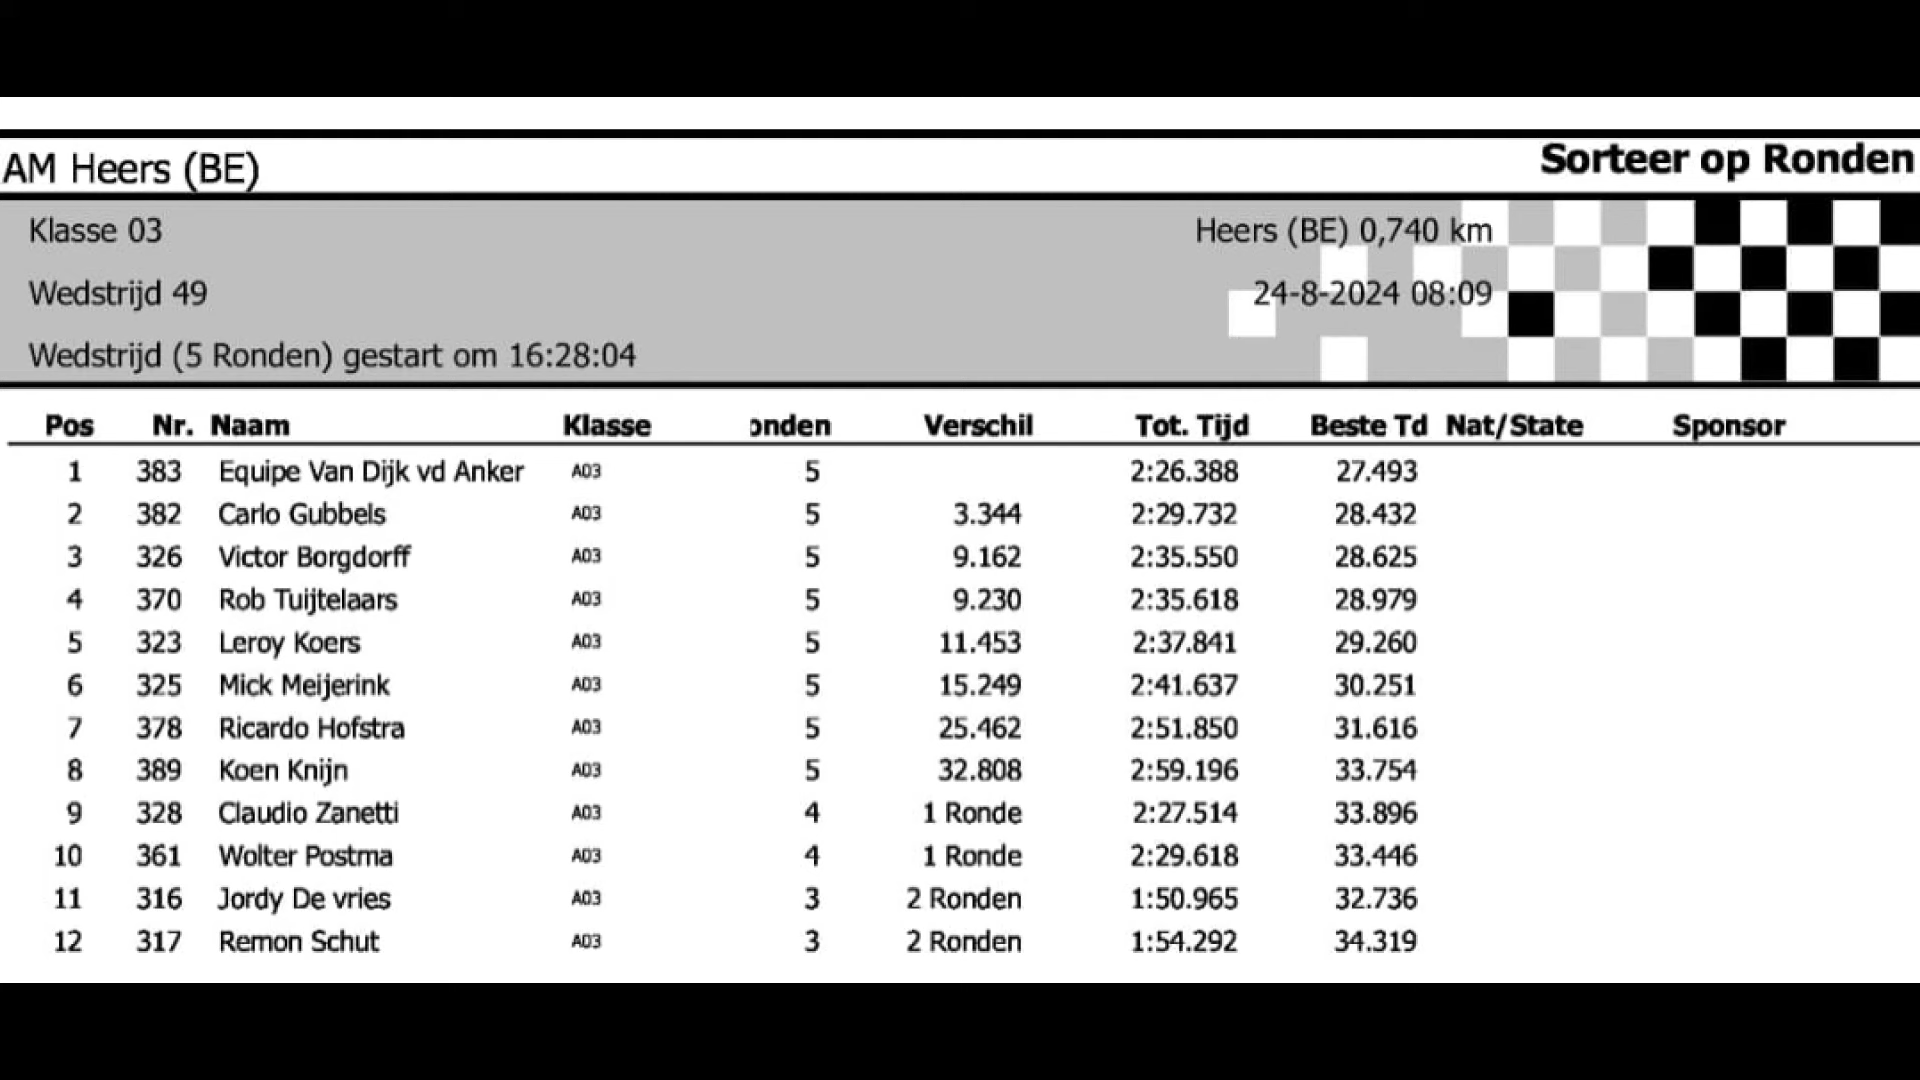 AM Heers (BE) Sorteer op Ronden
Klasse 03 Heers (BE) 0,740 km
Wedstrijd 49 24-8-2024 08:09
Wedstrijd (5 Ronden) gestart om 16:28:04
Pos Nr. Naam Klasse onden Verschil Tot. Tijd Beste Td Nat/State Sponsor
1 383 Equipe Van Dijk vd Anker A03 5 2:26.388 27.493
2 382 Carlo Gubbels A03 5 3.344 2:29.732 28.432
3 326 Victor Borgdorff A03 5 9.162 2:35.550 28.625
4 370 Rob Tuijtelaars A03 5 9.230 2:35.618 28.979
5 323 Leroy Koers A03 5 11.453 2:37.841 29.260
6 325 Mick Meijerink A03 5 15.249 2:41.637 30.251
7 378 Ricardo Hofstra A03 5 25.462 2:51.850 31.616
8 389 Koen Knijn A03 5 32.808 2:59.196 33.754
9 328 Claudio Zanetti A03 4 1 Ronde 2:27.514 33.896
10 361 Wolter Postma A03 4 1 Ronde 2:29.618 33.446
11 316 Jordy De vries A03 3 2 Ronden 1:50.965 32.736
12 317 Remon Schut A03 3 2 Ronden 1:54.292 34.319